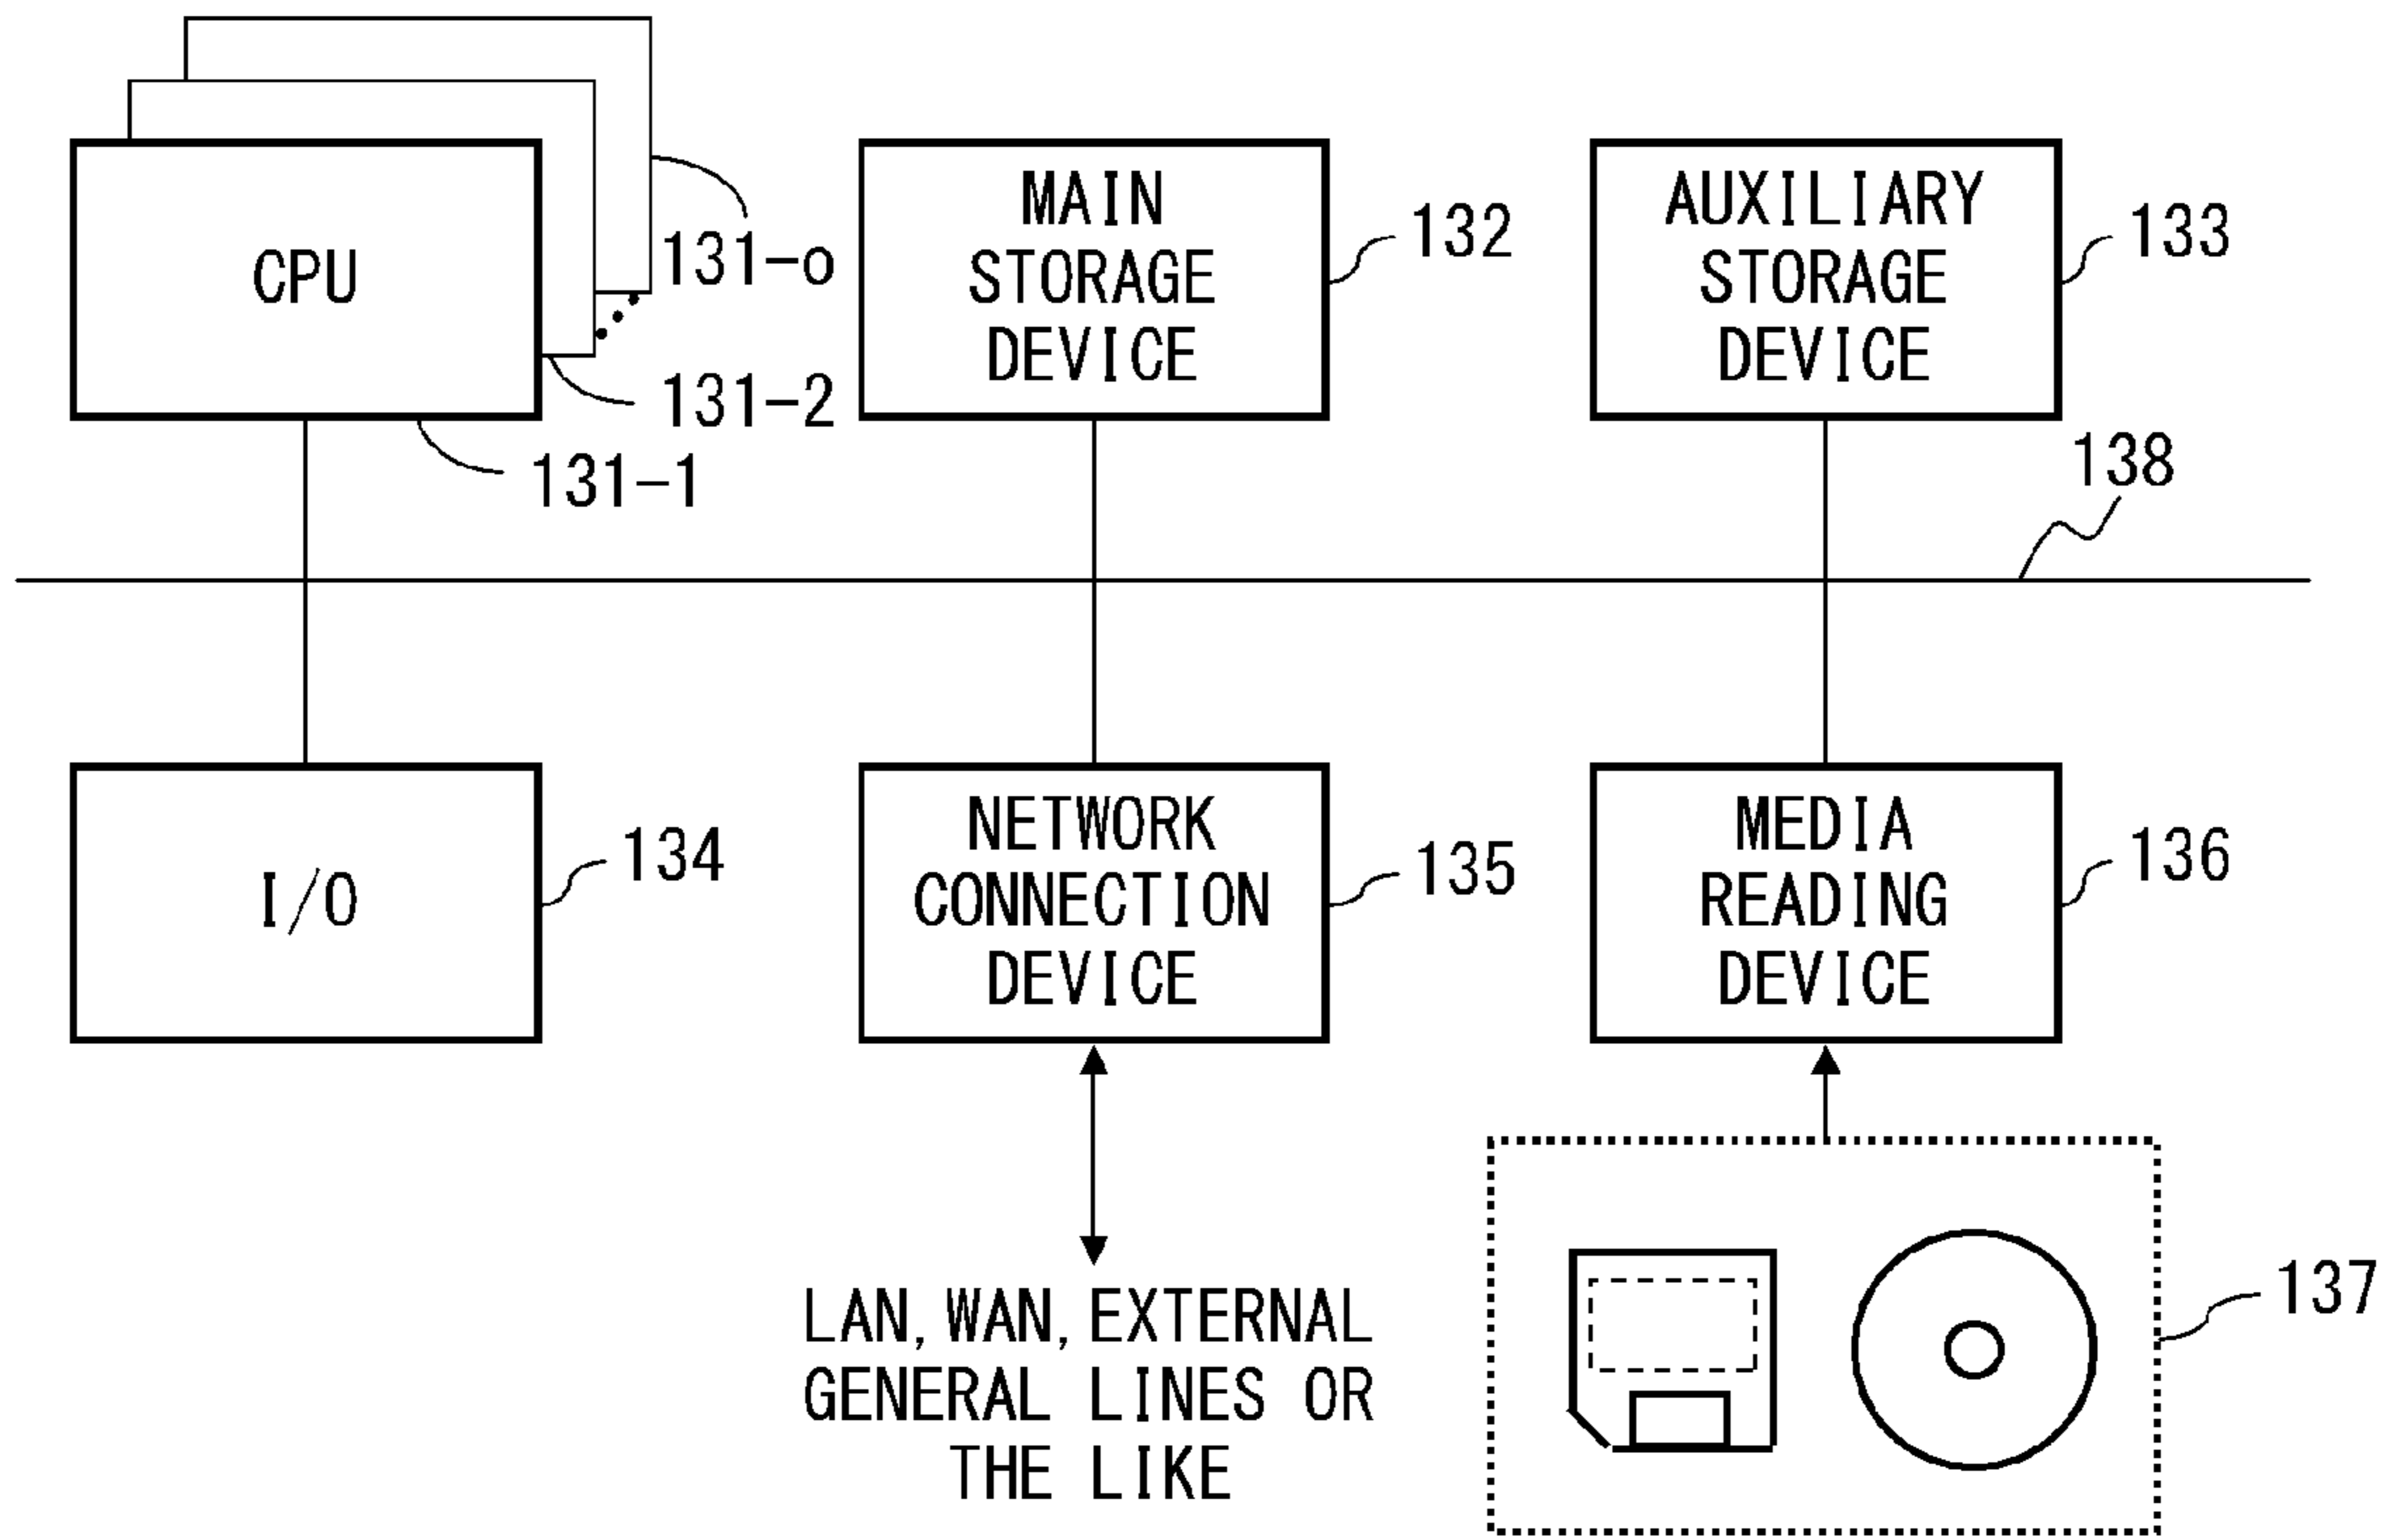 CPU
131-o
131-2
131-1
MAIN
STORAGE
DEVICE
132
AUXILIARY
STORAGE
DEVICE
133
138
I/O
134
NETWORK
CONNECTION
DEVICE
135
MEDIA
READING
DEVICE
136
LAN, WAN, EXTERNAL
GENERAL LINES OR
THE LIKE
137